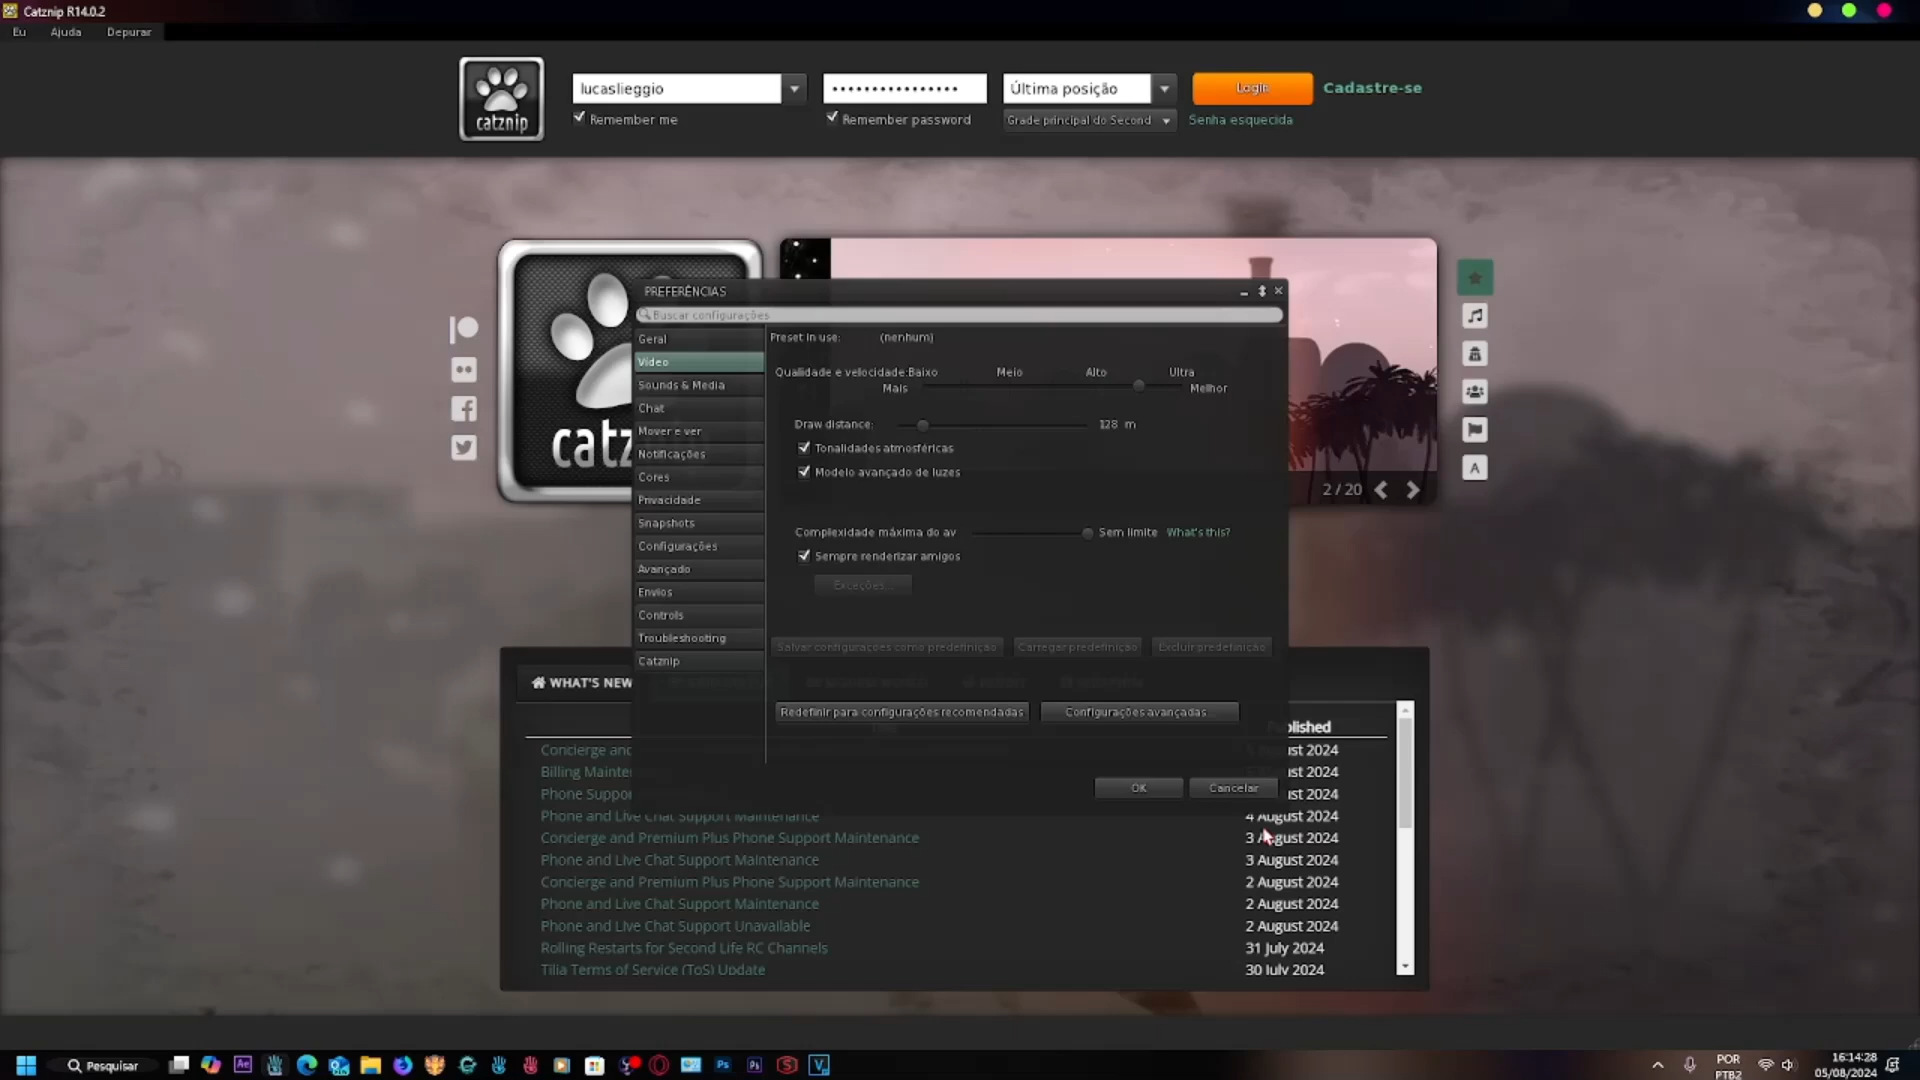 Catznip R14.0.2
Eu Ajuda Depurar
lucaslieggio
••••••••••••••••
Última posição
Login
Cadastre-se
Remember me
Remember password
Grade principal do Second
Senha esquecida
catznip
PREFERÊNCIAS
Buscar configurações
Geral
Vídeo
Sounds & Media
Chat
Mover e ver
Notificações
Cores
Privacidade
Snapshots
Configurações
Avançado
Envios
Controls
Troubleshooting
Catznip
Preset in use: (nenhum)
Qualidade e velocidade: Baixo Meio Alto Ultra
Mais Melhor
Draw distance: 128 m
Tonalidades atmosféricas
Modelo avançado de luzes
Complexidade máxima do av Sem limite What's this?
Sempre renderizar amigos
Exceções...
Salvar configurações como predefinição Carregar predefinição Excluir predefinição
Redefinir para configurações recomendadas Configurações avançadas...
OK Cancelar
catz
2 / 20
A
WHAT'S NEW
blished
Concierge and ust 2024
Billing Mainte ust 2024
Phone Suppo ust 2024
Phone and Live Chat Support Maintenance 4 August 2024
Concierge and Premium Plus Phone Support Maintenance 3 August 2024
Phone and Live Chat Support Maintenance 3 August 2024
Concierge and Premium Plus Phone Support Maintenance 2 August 2024
Phone and Live Chat Support Maintenance 2 August 2024
Phone and Live Chat Support Unavailable 2 August 2024
Rolling Restarts for Second Life RC Channels 31 July 2024
Tilia Terms of Service (ToS) Update 30 July 2024
Pesquisar
Ae
Ps
V
POR
PTB2
16:14:28
05/08/2024